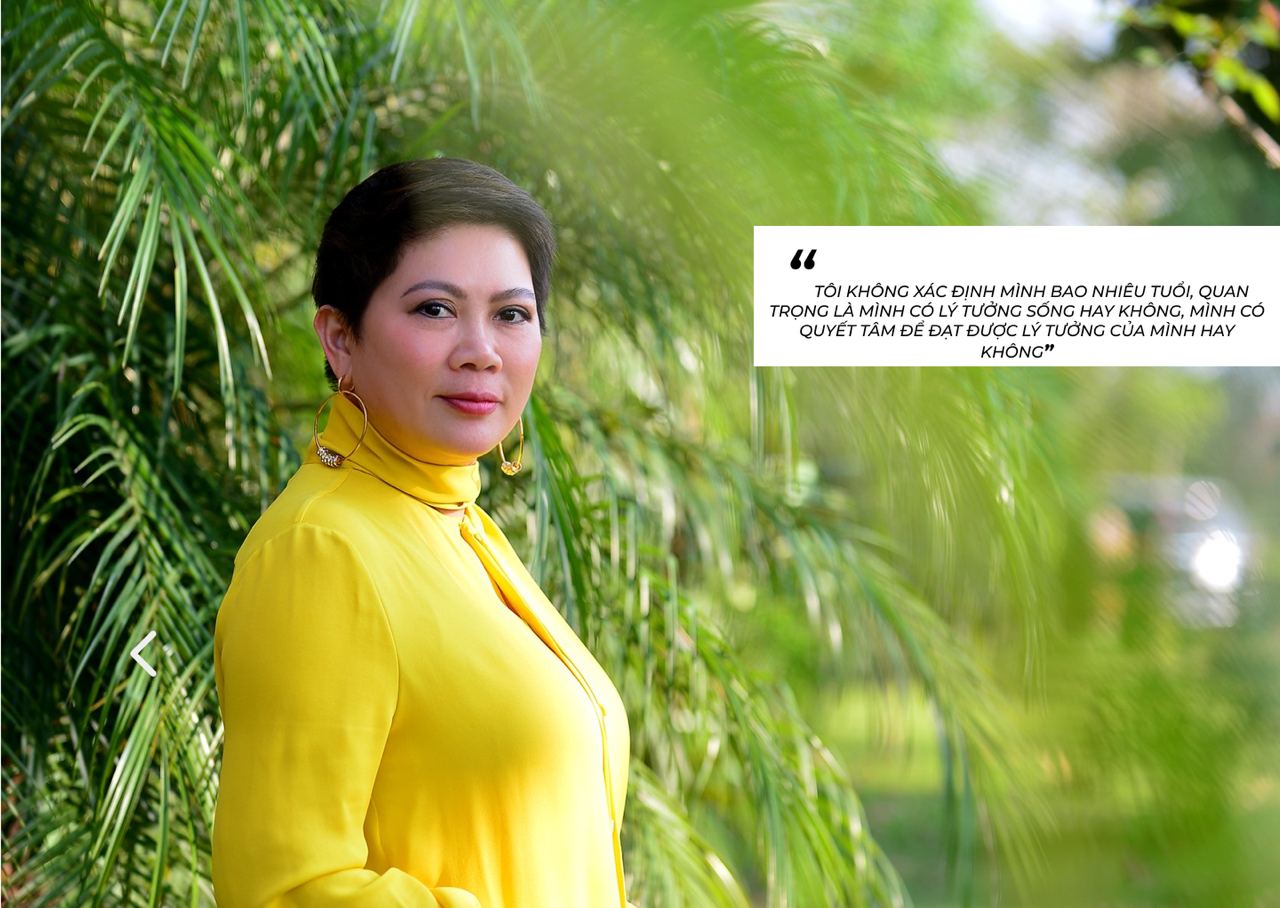 “
TÔI KHÔNG XÁC ĐỊNH MÌNH BAO NHIÊU TUỔI, QUAN
TRỌNG LÀ MÌNH CÓ LÝ TƯỞNG SỐNG HAY KHÔNG, MÌNH CÓ
QUYẾT TÂM ĐỂ ĐẠT ĐƯỢC LÝ TƯỞNG CỦA MÌNH HAY
KHÔNG”